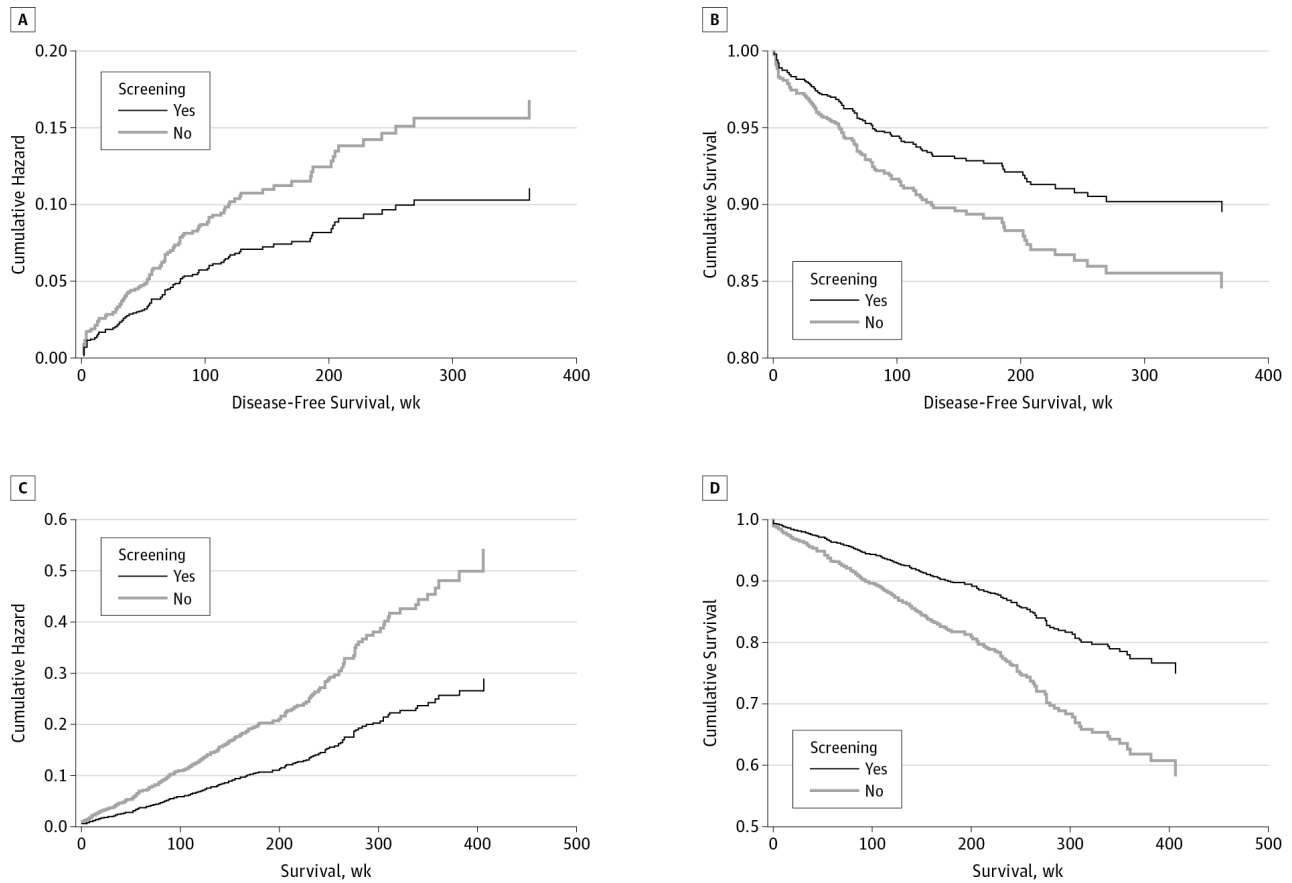 A
Cumulative Hazard
0.20
0.15
0.10
0.05
0.00
Screening
Yes
No
0 100 200 300 400
Disease-Free Survival, wk
B
Cumulative Survival
1.00
0.95
0.90
0.85
0.80
Screening
Yes
No
0 100 200 300 400
Disease-Free Survival, wk
C
Cumulative Hazard
0.6
0.5
0.4
0.3
0.2
0.1
0.0
Screening
Yes
No
0 100 200 300 400 500
Survival, wk
D
Cumulative Survival
1.0
0.9
0.8
0.7
0.6
0.5
Screening
Yes
No
0 100 200 300 400 500
Survival, wk